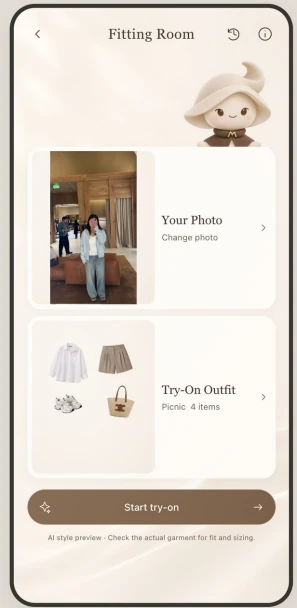 Fitting Room
Your Photo
Change photo
Try-On Outfit
Picnic 4 items
Start try-on
AI style preview · Check the actual garment for fit and sizing.